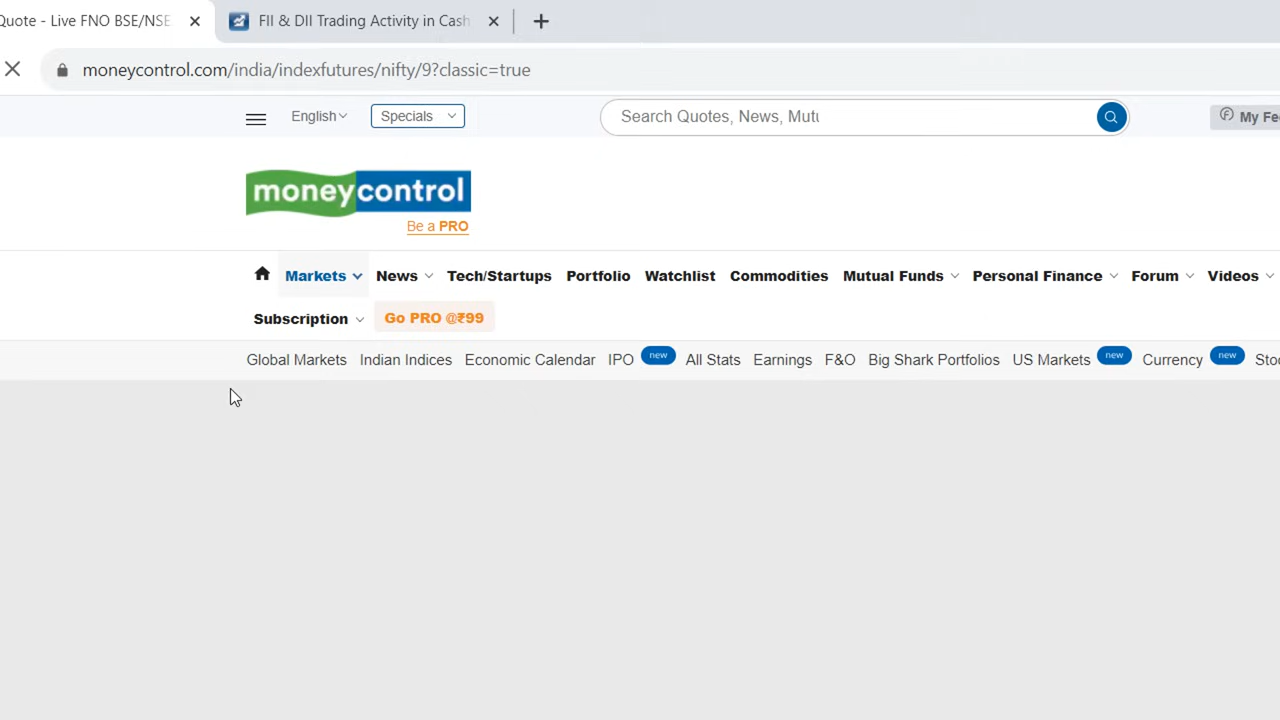 Quote - Live FNO BSE/NSE
FII & DII Trading Activity in Cash
moneycontrol.com/india/indexfutures/nifty/9?classic=true
English
Specials
Search Quotes, News, Mutu
My Fe
moneycontrol
Be a PRO
Markets News Tech/Startups Portfolio Watchlist Commodities Mutual Funds Personal Finance Forum Videos
Subscription Go PRO @₹99
Global Markets Indian Indices Economic Calendar IPO new All Stats Earnings F&O Big Shark Portfolios US Markets new Currency new Stoc